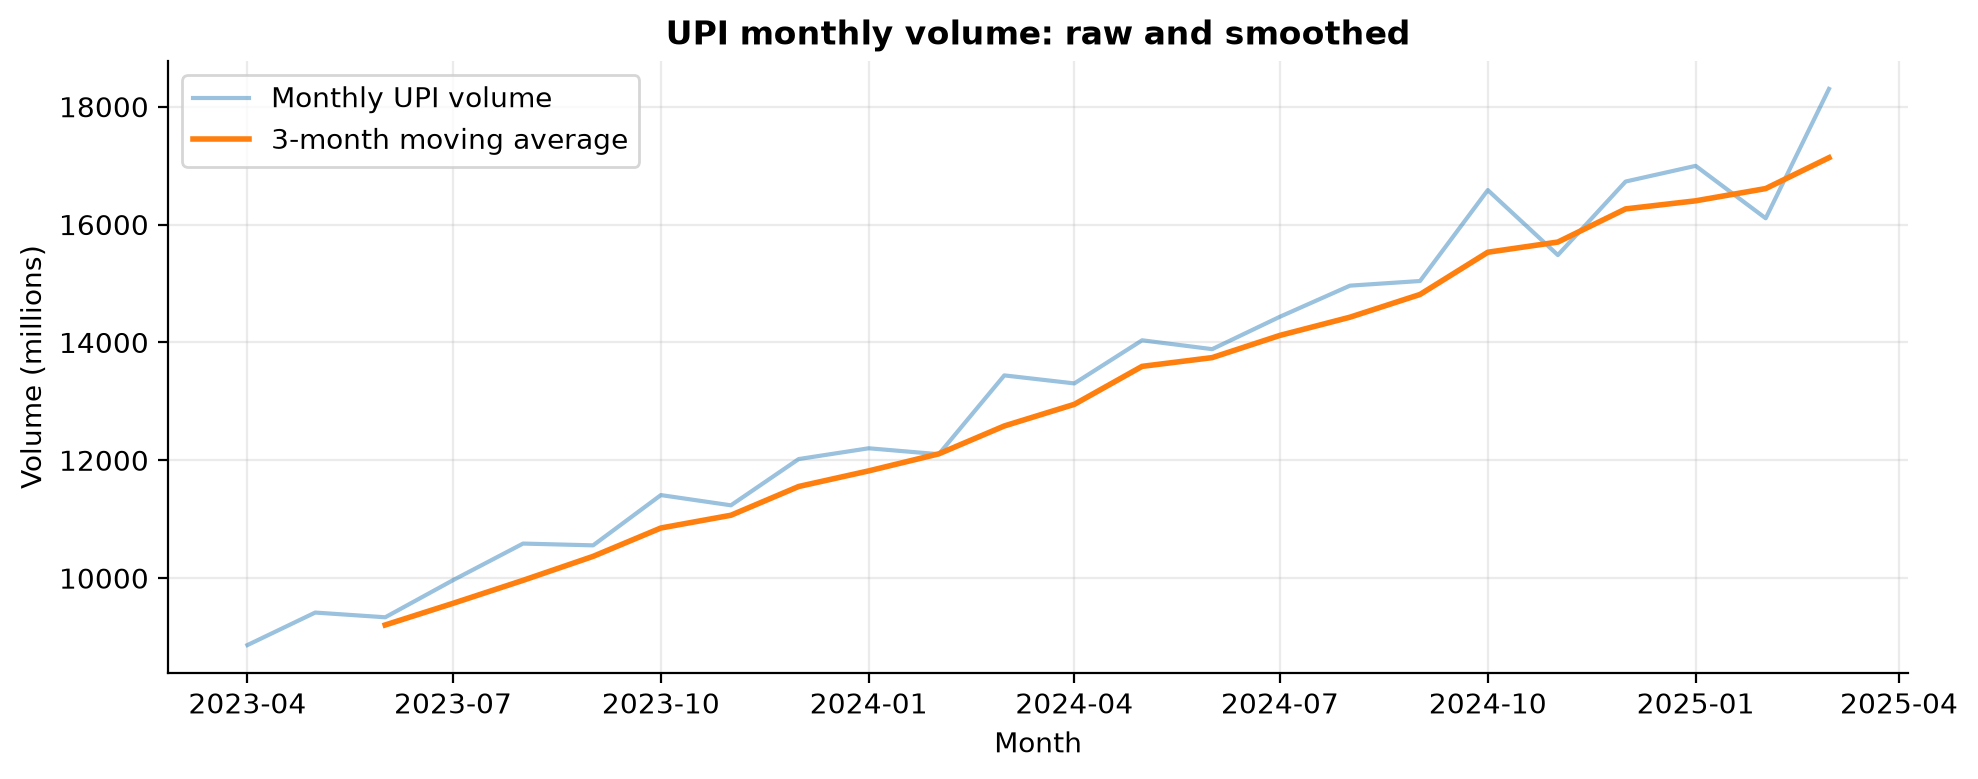 UPI monthly volume: raw and smoothed
Monthly UPI volume
3-month moving average
Volume (millions)
18000
16000
14000
12000
10000
2023-04 2023-07 2023-10 2024-01 2024-04 2024-07 2024-10 2025-01 2025-04
Month